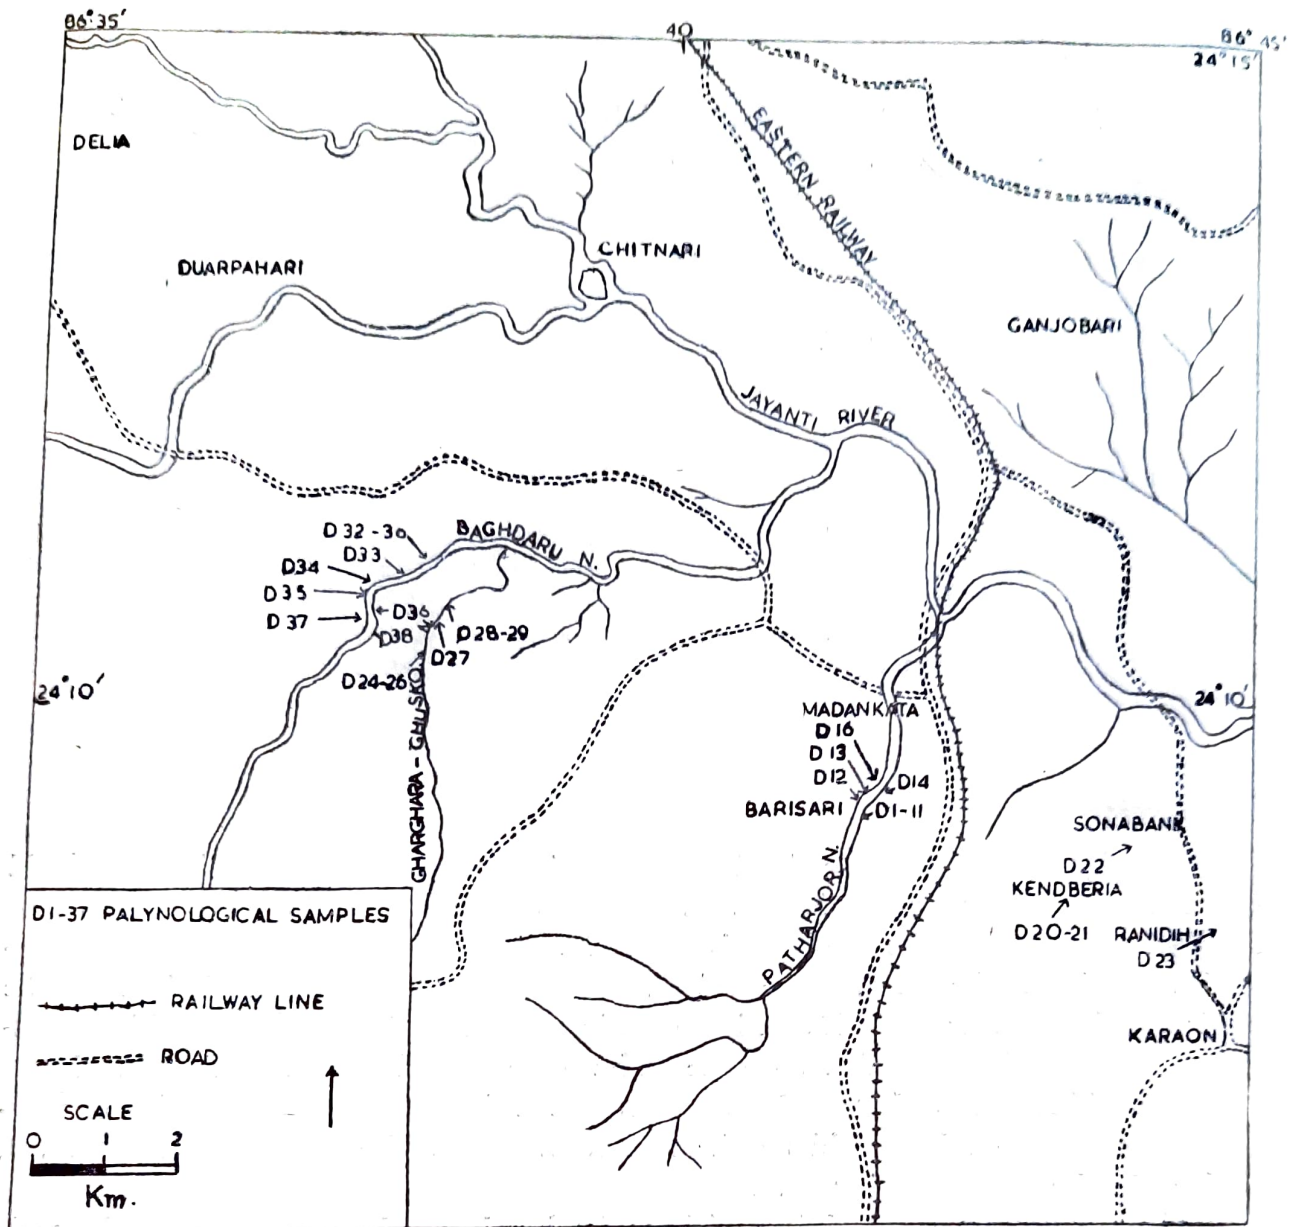 86°35'
40
86°45'
24°15'
DELIA
EASTERN RAILWAY
CHITNARI
DUARPAHARI
GANJOBARI
JAYANTI RIVER
D 32-30
BAGHDARU N.
D33
D34
D 35
D36
D 37
D38
D28-29
D27
D24-26
24°10'
24°10'
GHARGHARA-GHUSKO
MADANKATA
D 16
D 13
D12
D14
BARISARI
D1-11
SONABANK
D22
KENDBERIA
D20-21
RANIDIH
D 23
PATHARJOR N.
KARAON
D1-37 PALYNOLOGICAL SAMPLES
RAILWAY LINE
ROAD
SCALE
0 1 2
Km.